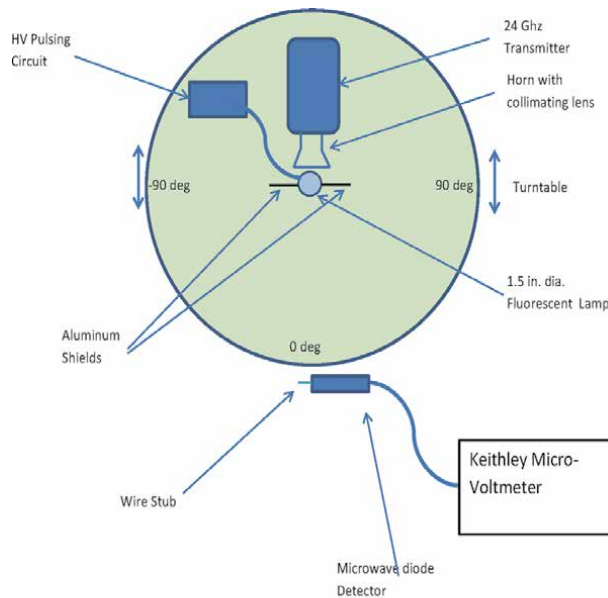 HV Pulsing
Circuit
24 Ghz
Transmitter
Horn with
collimating lens
-90 deg
90 deg
Turntable
1.5 in. dia.
Fluorescent Lamp
Aluminum
Shields
0 deg
Keithley Micro-
Voltmeter
Wire Stub
Microwave diode
Detector